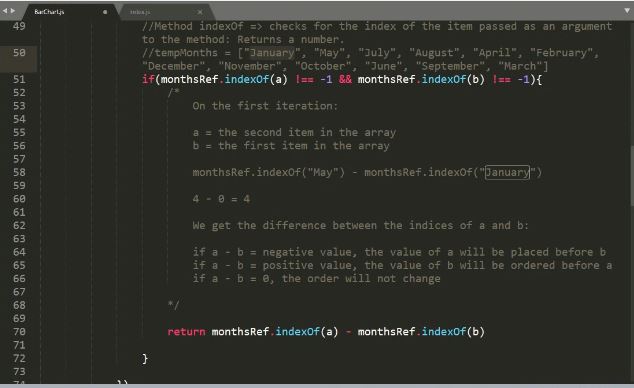 BarChart.js
index.js
49 //Method indexOf => checks for the index of the item passed as an argument
to the method: Returns a number.
50 //tempMonths = ["January", "May", "July", "August", "April", "February",
"December", "November", "October", "June", "September", "March"]
51 if(monthsRef.indexOf(a) !== -1 && monthsRef.indexOf(b) !== -1){
52 /*
53 On the first iteration:
54
55 a = the second item in the array
56 b = the first item in the array
57
58 monthsRef.indexOf("May") - monthsRef.indexOf("January")
59
60 4 - 0 = 4
61
62 We get the difference between the indices of a and b:
63
64 if a - b = negative value, the value of a will be placed before b
65 if a - b = positive value, the value of b will be ordered before a
66 if a - b = 0, the order will not change
67
68 */
69
70 return monthsRef.indexOf(a) - monthsRef.indexOf(b)
71
72 }
73